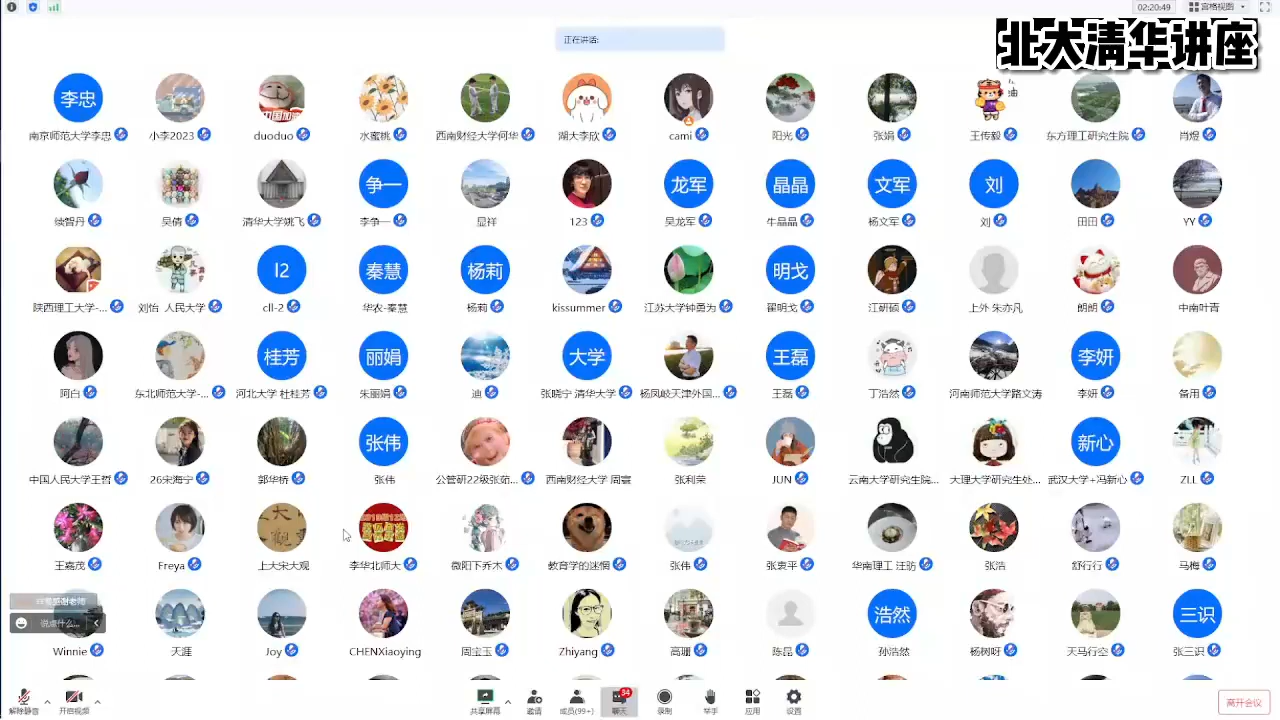 02:20:49 宫格视图
北大清华讲座
正在讲话:
李忠
南京师范大学李忠 小李2023 duoduo 水蜜桃 西南财经大学何华 湖大李欣 cami 阳光 张娟 王传毅 东方理工研究生院 肖煜
争一 龙军 晶晶 文军 刘
续智丹 吴倩 清华大学姚飞 李争一 显祥 123 吴龙军 牛晶晶 杨文军 刘 田田 YY
l2 秦慧 杨莉 明戈
陕西理工大学-... 刘怡 人民大学 cll-2 华农-秦慧 杨莉 kissummer 江苏大学钟勇为 翟明戈 江研硕 上外 朱亦凡 朗朗 中南叶青
桂芳 丽娟 大学 王磊 李妍
阿白 东北师范大学-... 河北大学 杜桂芳 朱丽娟 迪 张晓宁 清华大学 杨凤岐天津外国... 王磊 丁浩然 河南师范大学路文涛 李妍 备用
张伟 新心
中国人民大学王哲 26宋海宁 郭华桥 张伟 公管研22级张茹... 西南财经大学 周寰 张利荣 JUN 云南大学研究生院... 大理大学研究生处... 武汉大学+冯新心 ZLL
王嘉茂 Freya 上大宋大观 李华北师大 微阳下乔木 教育学的迷惘 张伟 张衷平 华南理工 汪昉 张浩 舒行行 马梅
非常感谢老师
说点什么...
浩然 三识
Winnie 天涯 Joy CHENXiaoying 周宝玉 Zhiyang 高珊 陈昆 孙浩然 杨树呀 天马行空 张三识
解除静音 开启视频 共享屏幕 邀请 成员(99+) 34 聊天 录制 举手 应用 设置 离开会议